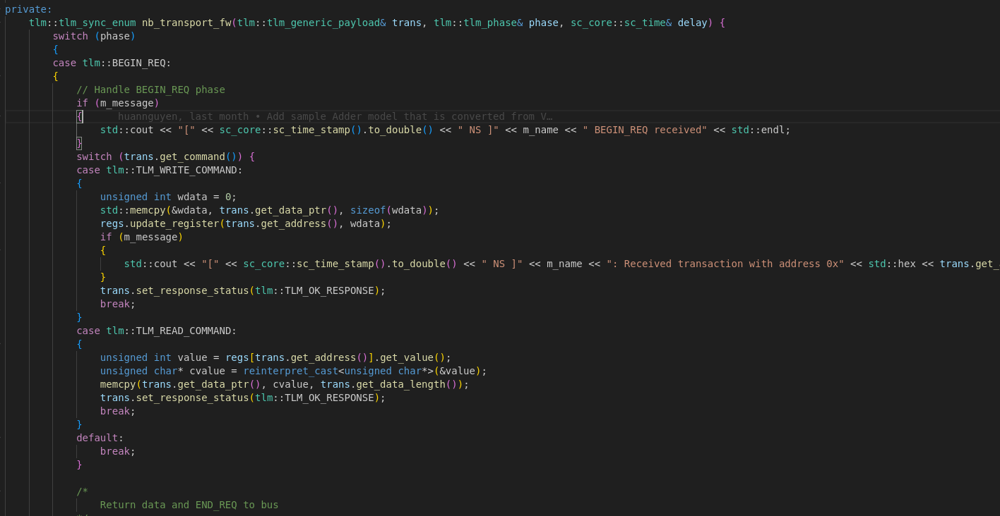 private:
    tlm::tlm_sync_enum nb_transport_fw(tlm::tlm_generic_payload& trans, tlm::tlm_phase& phase, sc_core::sc_time& delay) {
        switch (phase)
        {
        case tlm::BEGIN_REQ:
        {
            // Handle BEGIN_REQ phase
            if (m_message)
            {      huannguyen, last month • Add sample Adder model that is converted from V…
                std::cout << "[" << sc_core::sc_time_stamp().to_double() << " NS ]" << m_name << " BEGIN_REQ received" << std::endl;
            }
            switch (trans.get_command()) {
            case tlm::TLM_WRITE_COMMAND:
            {
                unsigned int wdata = 0;
                std::memcpy(&wdata, trans.get_data_ptr(), sizeof(wdata));
                regs.update_register(trans.get_address(), wdata);
                if (m_message)
                {
                    std::cout << "[" << sc_core::sc_time_stamp().to_double() << " NS ]" << m_name << ": Received transaction with address 0x" << std::hex << trans.get_
                }
                trans.set_response_status(tlm::TLM_OK_RESPONSE);
                break;
            }
            case tlm::TLM_READ_COMMAND:
            {
                unsigned int value = regs[trans.get_address()].get_value();
                unsigned char* cvalue = reinterpret_cast<unsigned char*>(&value);
                memcpy(trans.get_data_ptr(), cvalue, trans.get_data_length());
                trans.set_response_status(tlm::TLM_OK_RESPONSE);
                break;
            }
            default:
                break;
            }

            /*
                Return data and END_REQ to bus